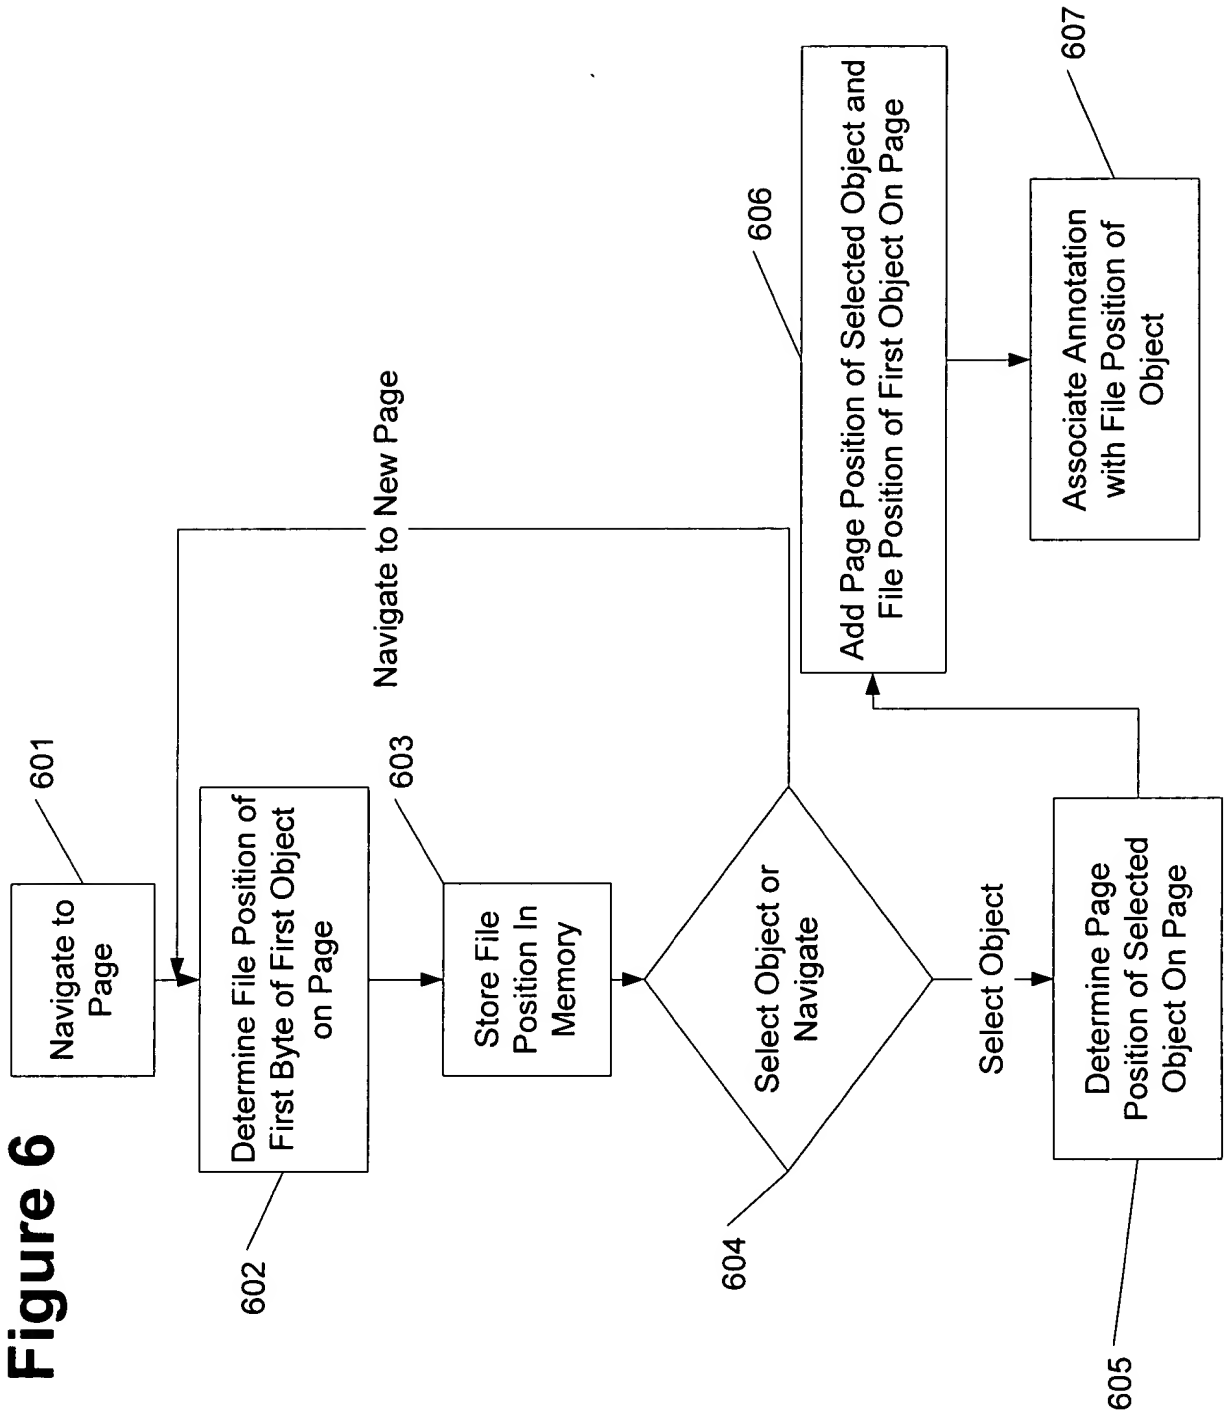 Figure 6
601
Navigate to
Page
602
Determine File Position of
First Byte of First Object
on Page
603
Store File
Position In
Memory
Navigate to New Page
604
Select Object or
Navigate
Select Object
605
Determine Page
Position of Selected
Object On Page
606
Add Page Position of Selected Object and
File Position of First Object On Page
607
Associate Annotation
with File Position of
Object